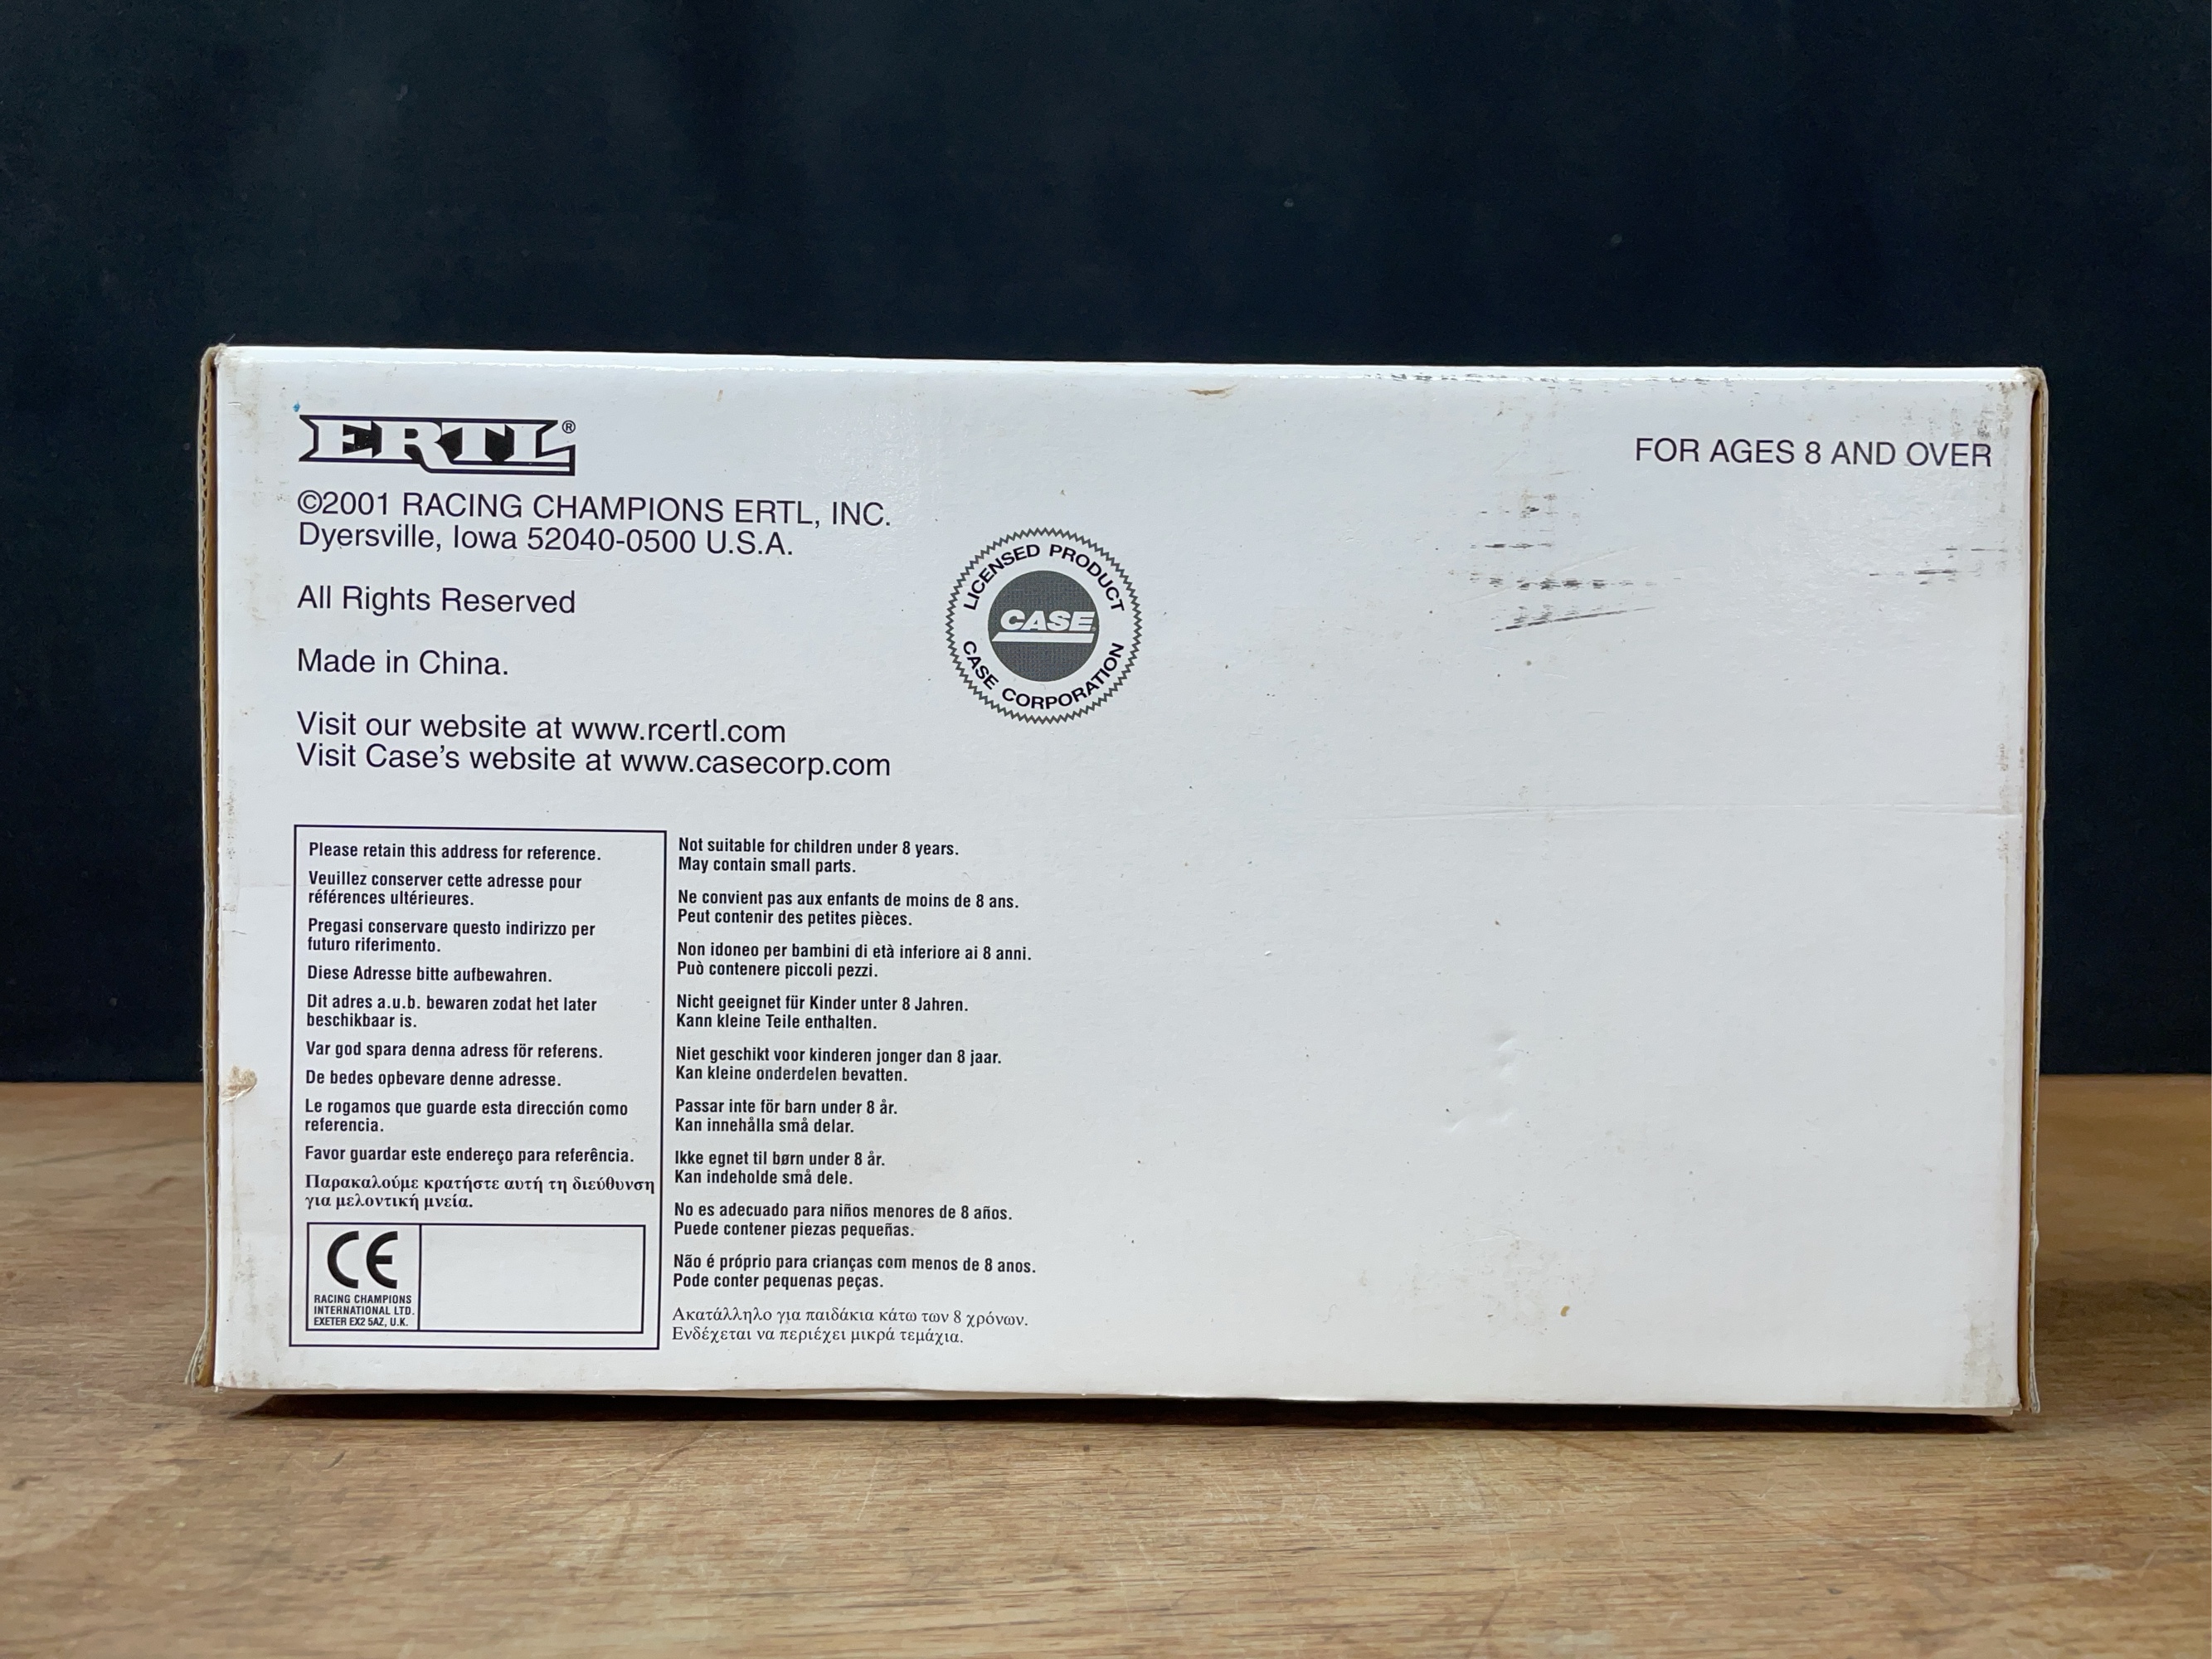 ERTL®
FOR AGES 8 AND OVER
©2001 RACING CHAMPIONS ERTL, INC.
Dyersville, Iowa 52040-0500 U.S.A.
All Rights Reserved
Made in China.
Visit our website at www.rcertl.com
Visit Case's website at www.casecorp.com
LICENSED PRODUCT
CASE
CASE CORPORATION
Please retain this address for reference.
Veuillez conserver cette adresse pour
références ultérieures.
Pregasi conservare questo indirizzo per
futuro riferimento.
Diese Adresse bitte aufbewahren.
Dit adres a.u.b. bewaren zodat het later
beschikbaar is.
Var god spara denna adress för referens.
De bedes opbevare denne adresse.
Le rogamos que guarde esta dirección como
referencia.
Favor guardar este endereço para referência.
Παρακαλούμε κρατήστε αυτή τη διεύθυνση
για μελοντική μνεία.
CE
RACING CHAMPIONS
INTERNATIONAL LTD.
EXETER EX2 5AZ, U.K.
Not suitable for children under 8 years.
May contain small parts.
Ne convient pas aux enfants de moins de 8 ans.
Peut contenir des petites pièces.
Non idoneo per bambini di età inferiore ai 8 anni.
Può contenere piccoli pezzi.
Nicht geeignet für Kinder unter 8 Jahren.
Kann kleine Teile enthalten.
Niet geschikt voor kinderen jonger dan 8 jaar.
Kan kleine onderdelen bevatten.
Passar inte för barn under 8 år.
Kan innehålla små delar.
Ikke egnet til børn under 8 år.
Kan indeholde små dele.
No es adecuado para niños menores de 8 años.
Puede contener piezas pequeñas.
Não é próprio para crianças com menos de 8 anos.
Pode conter pequenas peças.
Ακατάλληλο για παιδάκια κάτω των 8 χρόνων.
Ενδέχεται να περιέχει μικρά τεμάχια.